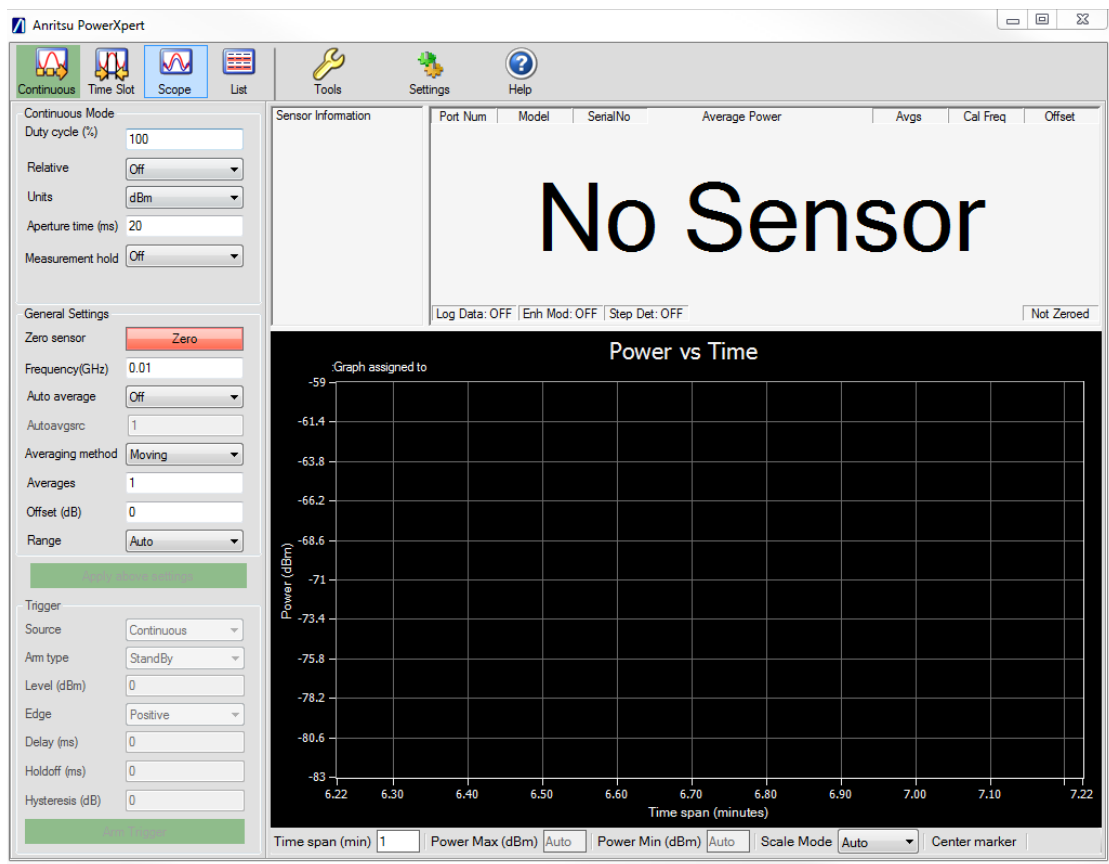 Anritsu PowerXpert
Continuous Time Slot Scope List Tools Settings Help
Continuous Mode
Duty cycle (%) 100
Relative Off
Units dBm
Aperture time (ms) 20
Measurement hold Off
General Settings
Zero sensor Zero
Frequency(GHz) 0.01
Auto average Off
Autoavgsrc 1
Averaging method Moving
Averages 1
Offset (dB) 0
Range Auto
Apply above settings
Trigger
Source Continuous
Arm type StandBy
Level (dBm) 0
Edge Positive
Delay (ms) 0
Holdoff (ms) 0
Hysteresis (dB) 0
Arm Trigger
Sensor Information
Port Num Model SerialNo Average Power Avgs Cal Freq Offset
No Sensor
Log Data: OFF Enh Mod: OFF Step Det: OFF Not Zeroed
Power vs Time
:Graph assigned to
-59
-61.4
-63.8
-66.2
-68.6
-71
-73.4
-75.8
-78.2
-80.6
-83
Power (dBm)
6.22 6.30 6.40 6.50 6.60 6.70 6.80 6.90 7.00 7.10 7.22
Time span (minutes)
Time span (min) 1 Power Max (dBm) Auto Power Min (dBm) Auto Scale Mode Auto Center marker